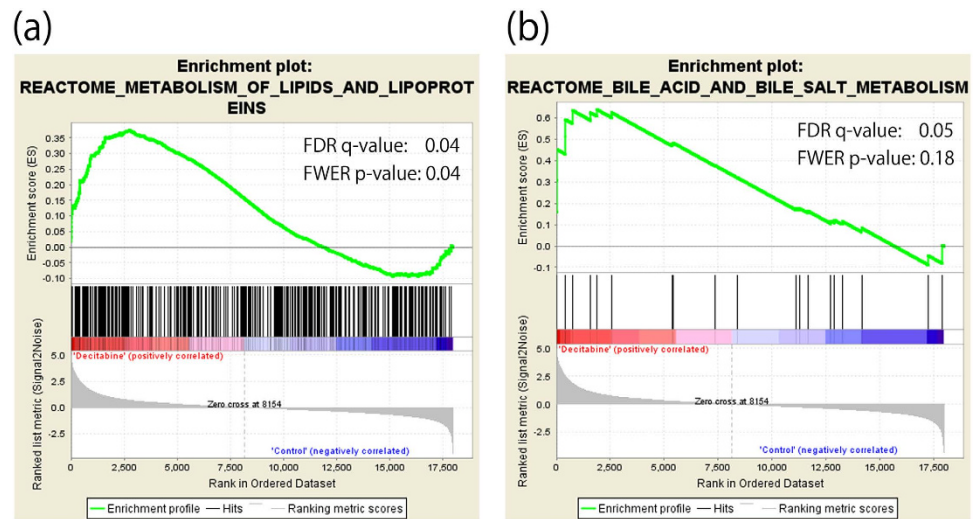 (a)
Enrichment plot:
REACTOME_METABOLISM_OF_LIPIDS_AND_LIPOPROT
EINS
FDR q-value: 0.04
FWER p-value: 0.04
Enrichment score (ES)
0.35
0.30
0.25
0.20
0.15
0.10
0.05
0.00
-0.05
-0.10
'Decitabine' (positively correlated)
Zero cross at 8154
'Control' (negatively correlated)
Ranked list metric (Signal2Noise)
5.0
2.5
0.0
-2.5
0 2,500 5,000 7,500 10,000 12,500 15,000 17,500
Rank in Ordered Dataset
Enrichment profile Hits Ranking metric scores
(b)
Enrichment plot:
REACTOME_BILE_ACID_AND_BILE_SALT_METABOLISM
FDR q-value: 0.05
FWER p-value: 0.18
Enrichment score (ES)
0.6
0.5
0.4
0.3
0.2
0.1
0.0
-0.1
'Decitabine' (positively correlated)
Zero cross at 8154
'Control' (negatively correlated)
Ranked list metric (Signal2Noise)
5.0
2.5
0.0
-2.5
0 2,500 5,000 7,500 10,000 12,500 15,000 17,500
Rank in Ordered Dataset
Enrichment profile Hits Ranking metric scores